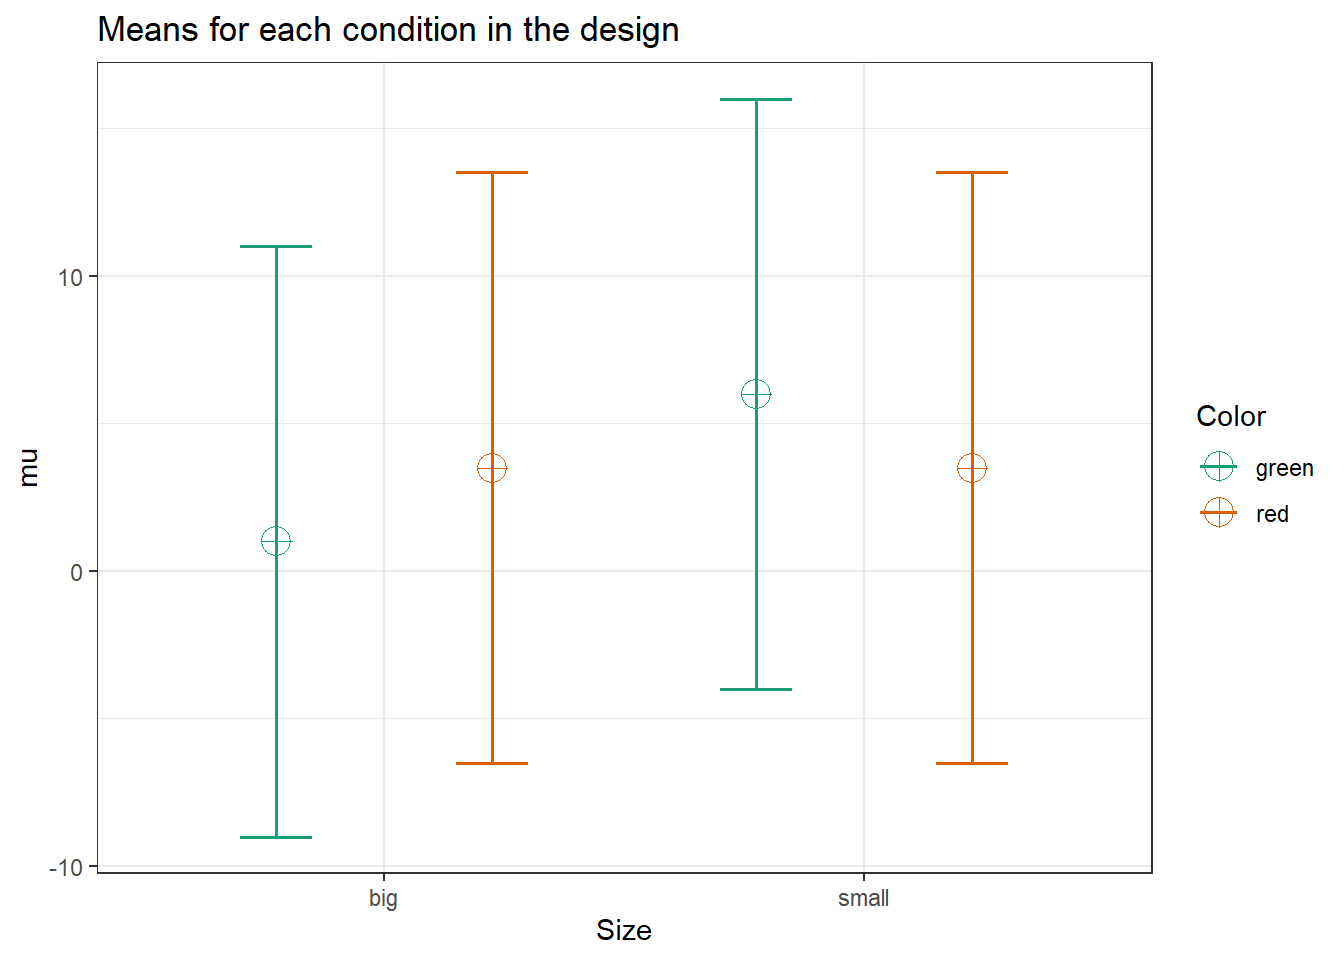 Means for each condition in the design
mu
10
0
-10
big
small
Size
Color
green
red